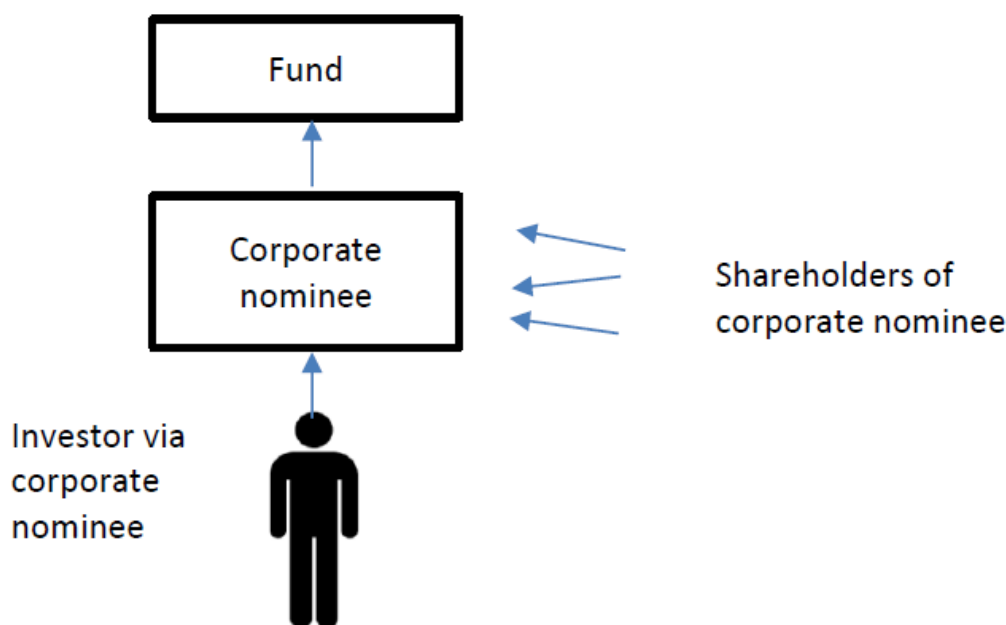 Fund
Corporate
nominee
Shareholders of
corporate nominee
Investor via
corporate
nominee